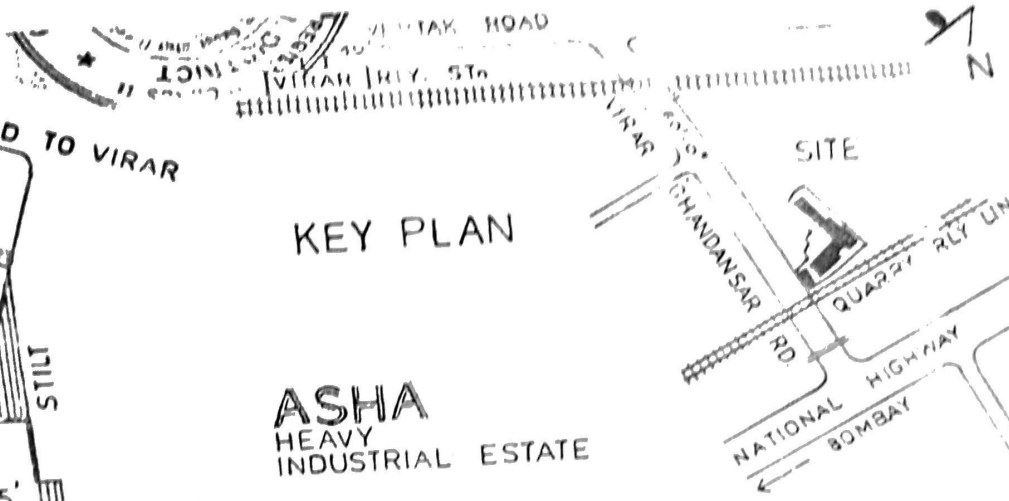 ROAD
VIRAR RLY. STn
N
D TO VIRAR
VIRAR CHANDANSAR RD.
SITE
KEY PLAN
QUARRY RLY LIN
STILT
NATIONAL HIGHWAY
BOMBAY
ASHA
HEAVY
INDUSTRIAL ESTATE
5'